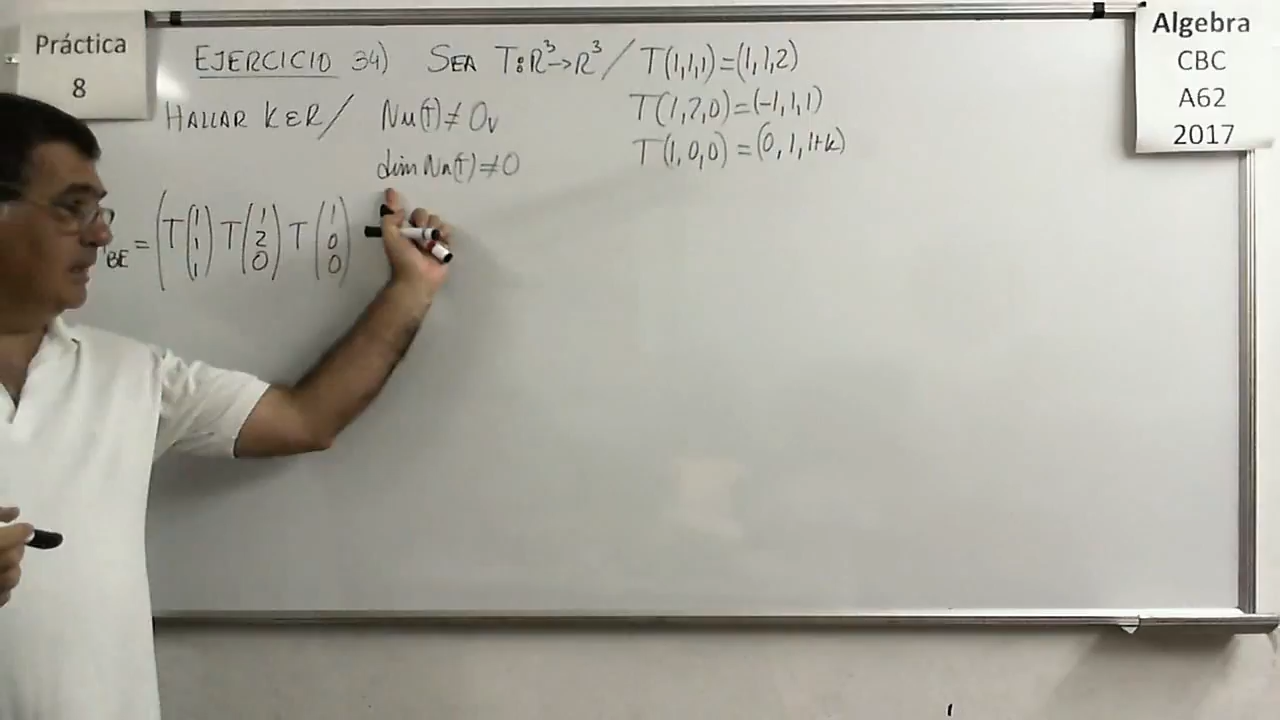 Práctica
8
EJERCICIO 34) SEA T:R³→R³ / T(1,1,1)=(1,1,2)
T(1,2,0)=(-1,1,1)
T(1,0,0)=(0,1,1+k)
HALLAR KER/ Nu(T)≠0v
dim Nu(T)≠0
BE = (T(1 1 1) T(1 2 0) T(1 0 0)
Algebra
CBC
A62
2017